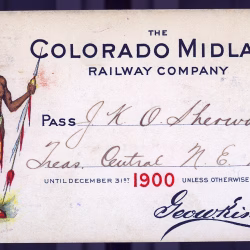 THE
COLORADO MIDLA
RAILWAY COMPANY
PASS J. K. O. Sherwo
Treas. Central N. E.
UNTIL DECEMBER 31ST 1900 UNLESS OTHERWISE